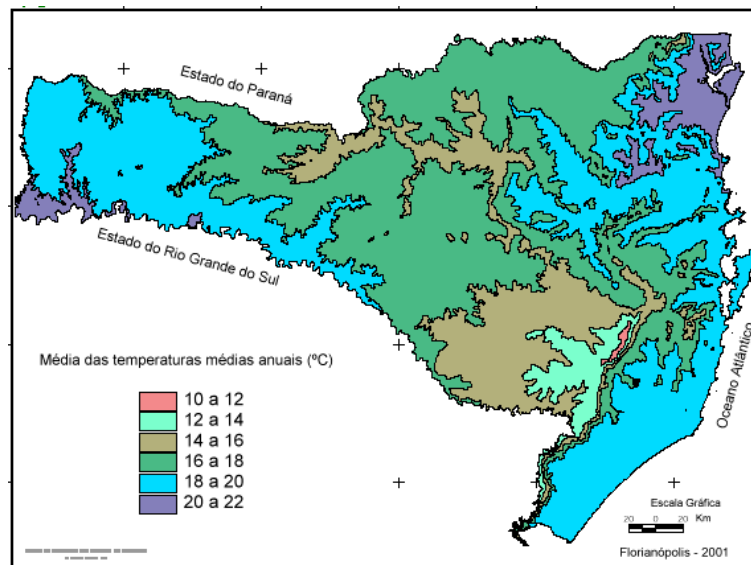 Estado do Paraná
Estado do Rio Grande do Sul
Oceano Atlântico
Média das temperaturas médias anuais (ºC)
10 a 12
12 a 14
14 a 16
16 a 18
18 a 20
20 a 22
Escala Gráfica
20 0 20 Km
Florianópolis - 2001